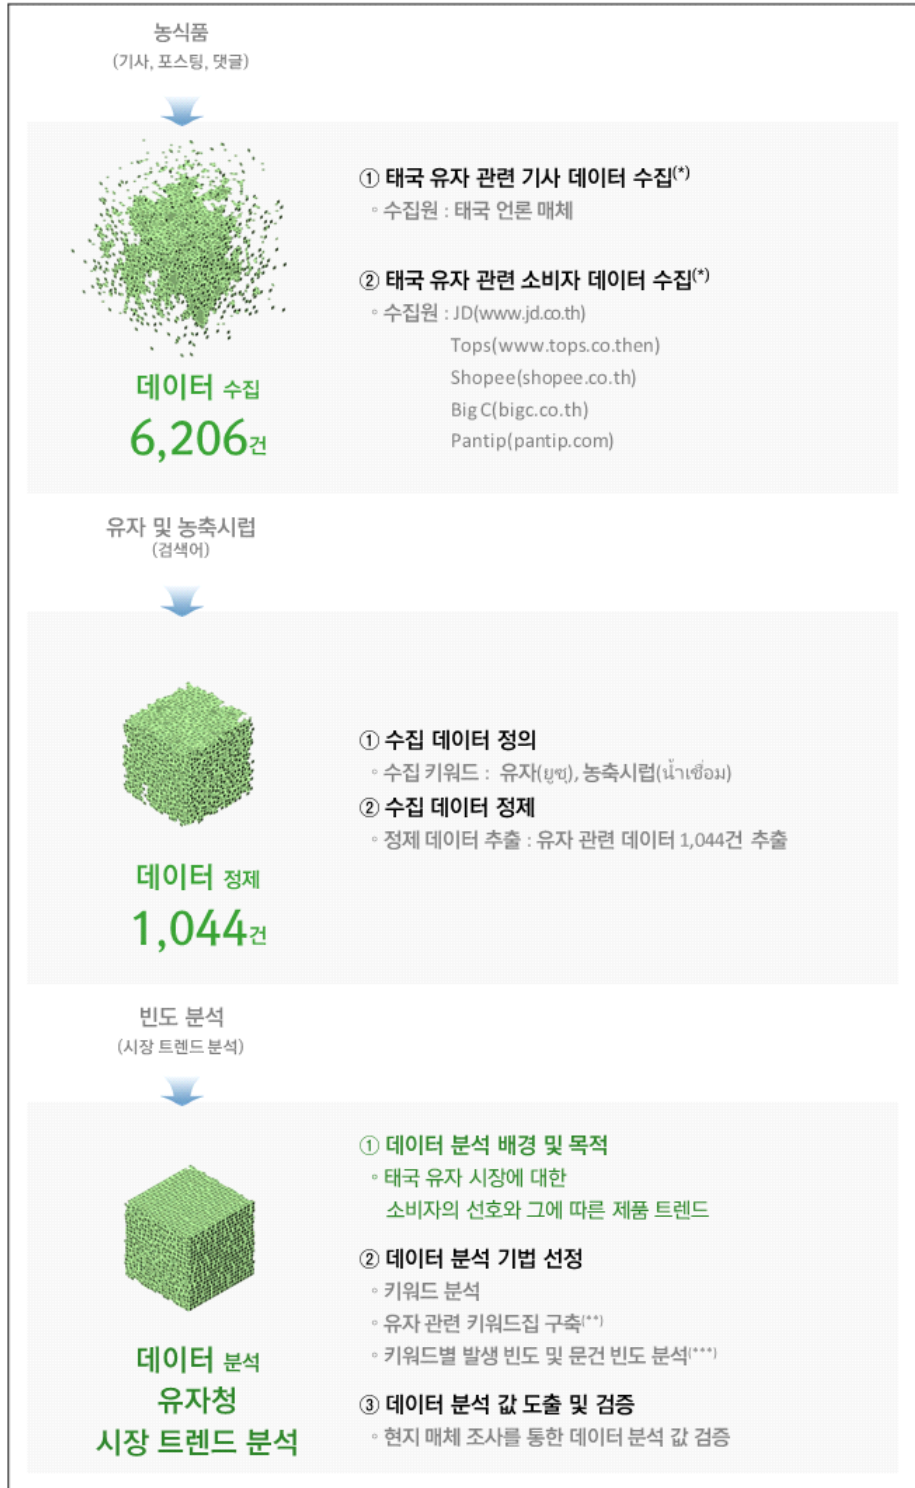 농식품
(기사, 포스팅, 댓글)
① 태국 유자 관련 기사 데이터 수집(*)
◦ 수집원 : 태국 언론 매체
② 태국 유자 관련 소비자 데이터 수집(*)
◦ 수집원 : JD(www.jd.co.th)
Tops(www.tops.co.then)
Shopee(shopee.co.th)
Big C(bigc.co.th)
Pantip(pantip.com)
데이터 수집
6,206건
유자 및 농축시럽
(검색어)
① 수집 데이터 정의
◦ 수집 키워드 : 유자(ยูซุ), 농축시럽(น้ำเชื่อม)
② 수집 데이터 정제
◦ 정제 데이터 추출 : 유자 관련 데이터 1,044건 추출
데이터 정제
1,044건
빈도 분석
(시장 트렌드 분석)
① 데이터 분석 배경 및 목적
◦ 태국 유자 시장에 대한
소비자의 선호와 그에 따른 제품 트렌드
② 데이터 분석 기법 선정
◦ 키워드 분석
◦ 유자 관련 키워드집 구축(**)
◦ 키워드별 발생 빈도 및 문건 빈도 분석(***)
③ 데이터 분석 값 도출 및 검증
◦ 현지 매체 조사를 통한 데이터 분석 값 검증
데이터 분석
유자청
시장 트렌드 분석